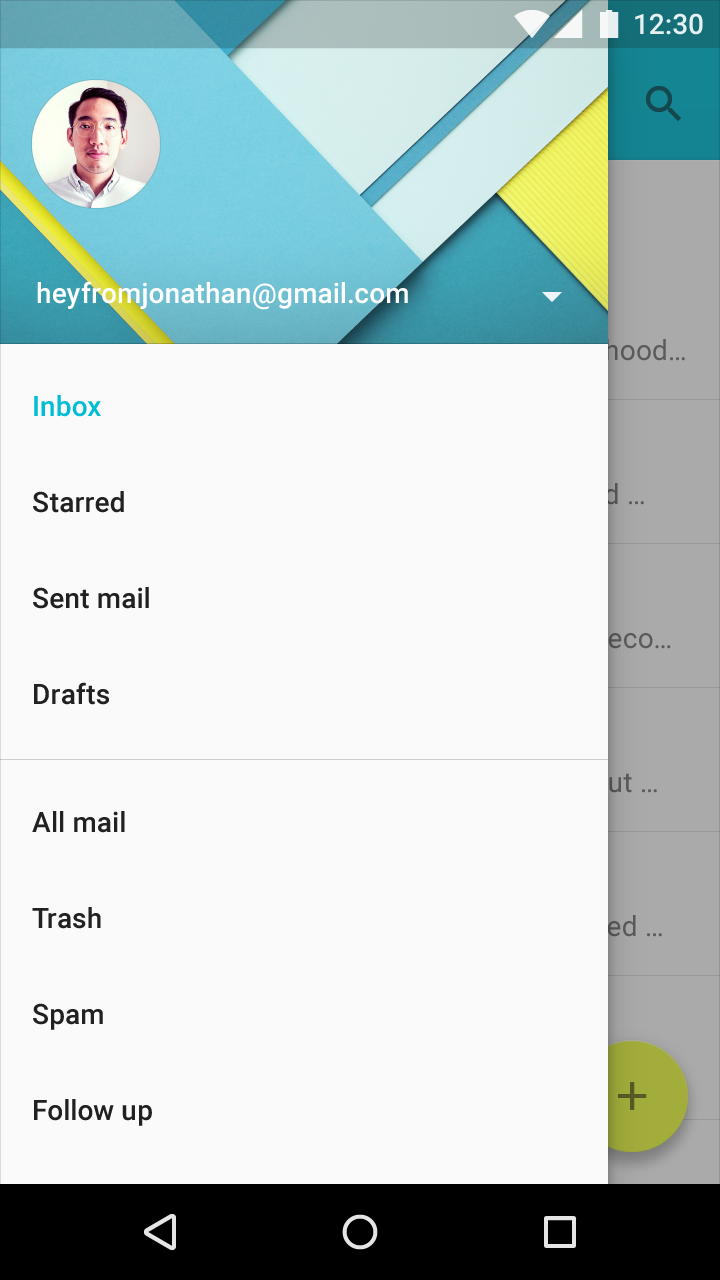 12:30
heyfromjonathan@gmail.com
hood…
Inbox
Starred
d …
Sent mail
eco…
Drafts
ut …
All mail
Trash
ed …
Spam
Follow up